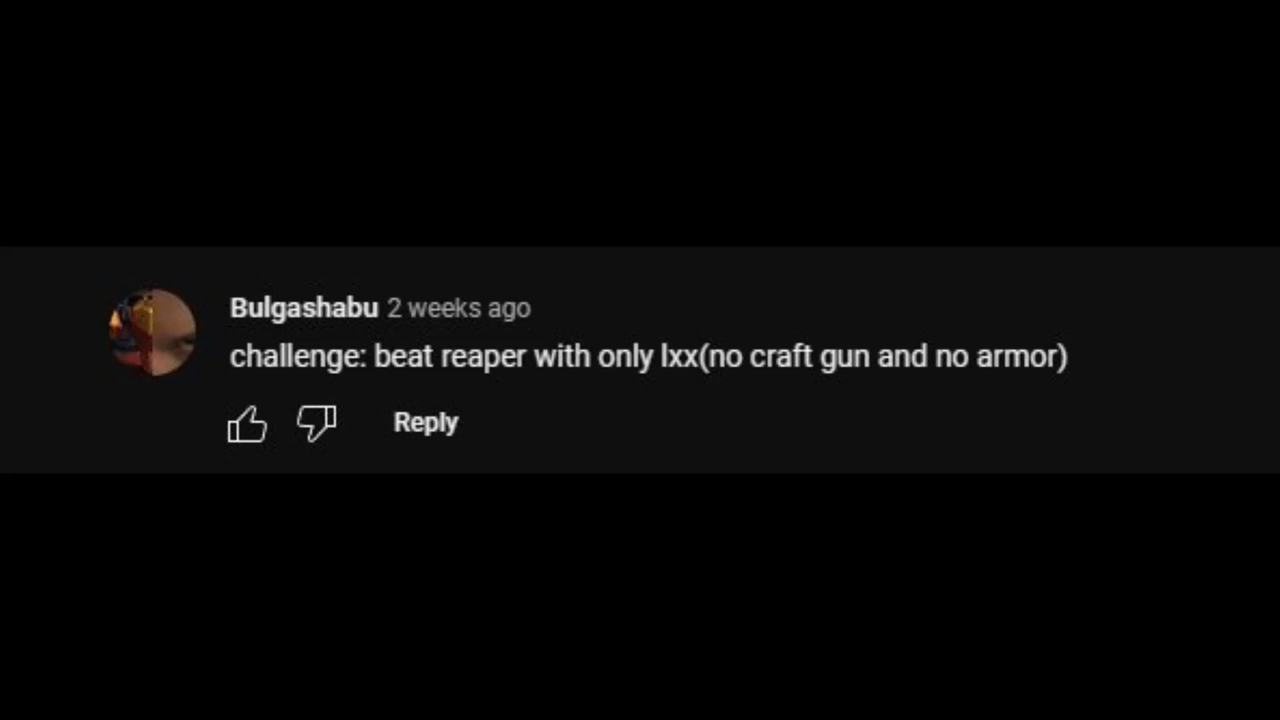 Bulgashabu 2 weeks ago
challenge: beat reaper with only lxx(no craft gun and no armor)
Reply